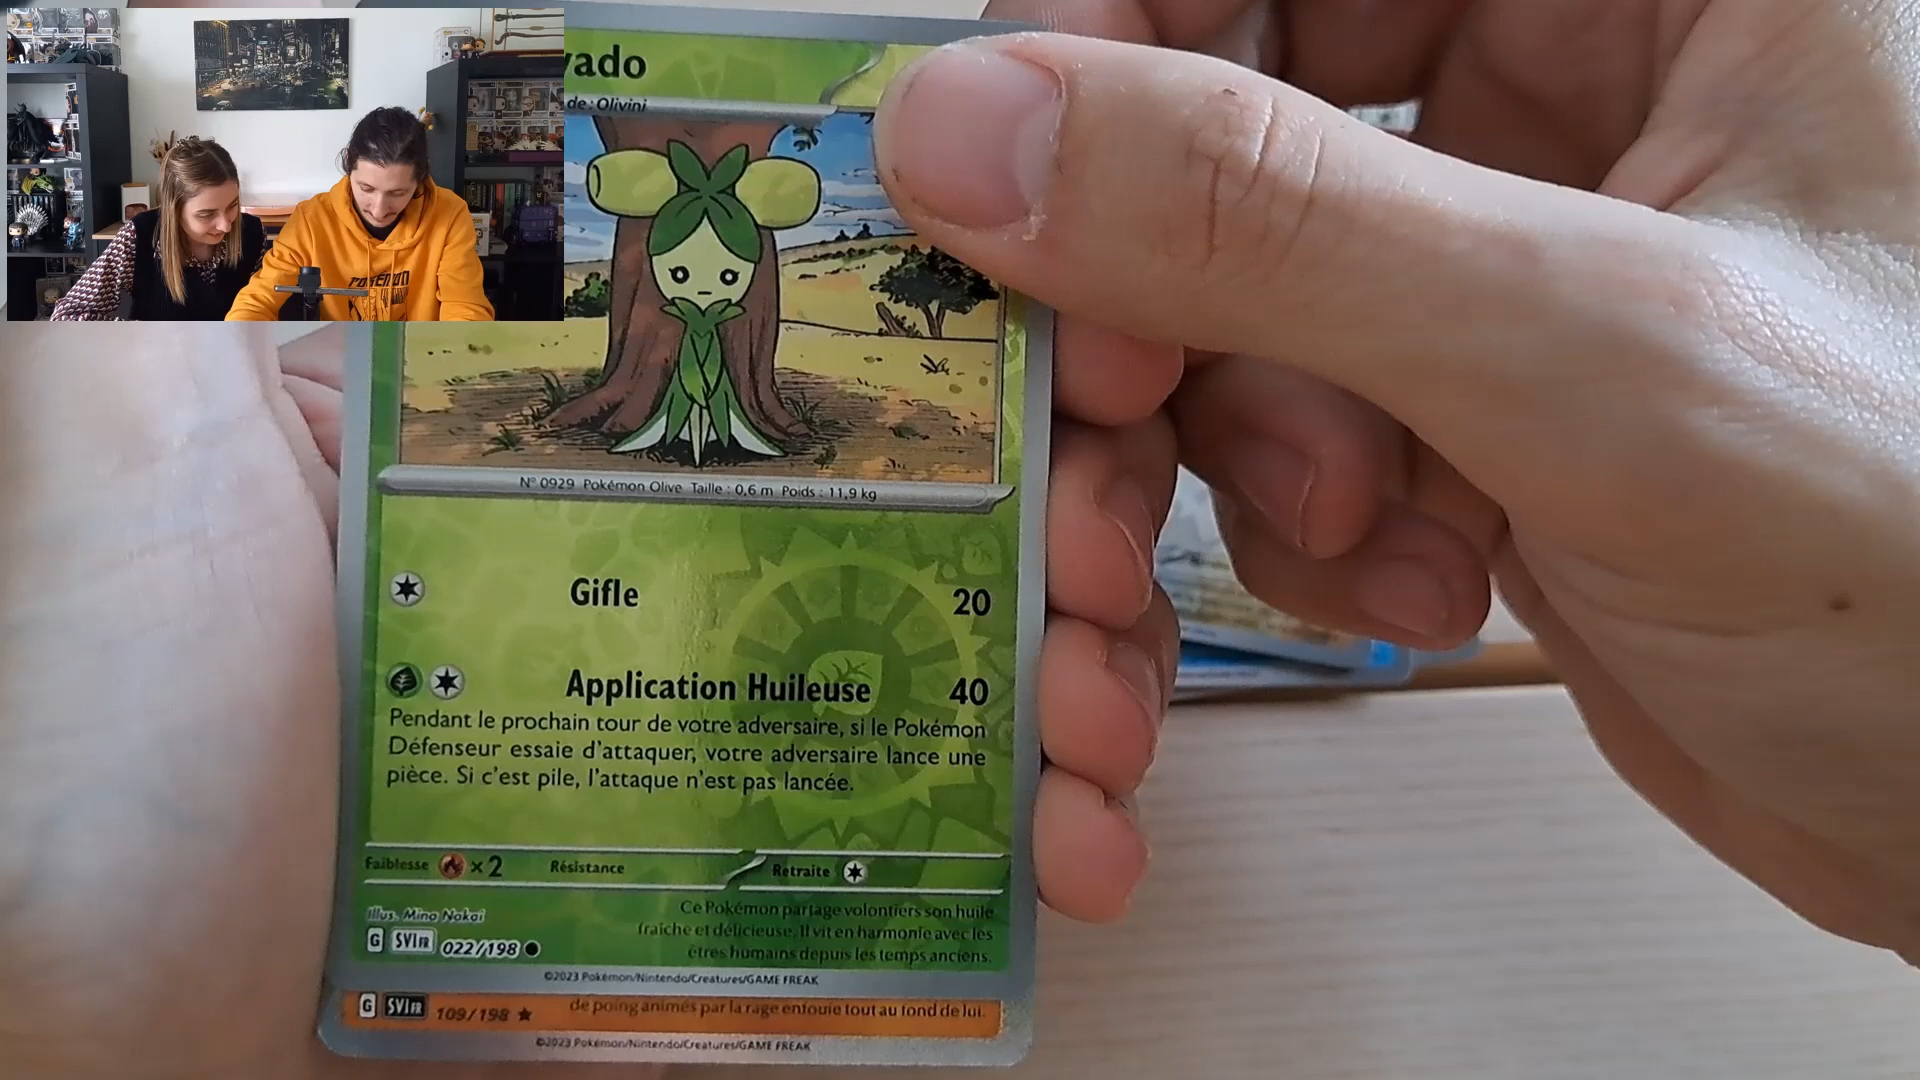 vado
de : Olivini
POKÉMON
N° 0929 Pokémon Olive Taille : 0,6 m Poids : 11,9 kg
Gifle 20
Application Huileuse 40
Pendant le prochain tour de votre adversaire, si le Pokémon
Défenseur essaie d'attaquer, votre adversaire lance une
pièce. Si c'est pile, l'attaque n'est pas lancée.
Faiblesse x2 Résistance Retraite
Illus. Mina Nakai
Ce Pokémon partage volontiers son huile
fraîche et délicieuse. Il vit en harmonie avec les
êtres humains depuis les temps anciens.
G SVI FR 022/198
©2023 Pokémon/Nintendo/Creatures/GAME FREAK
G SVI FR 109/198 ★ de poing animés par la rage enfouie tout au fond de lui.
©2023 Pokémon/Nintendo/Creatures/GAME FREAK